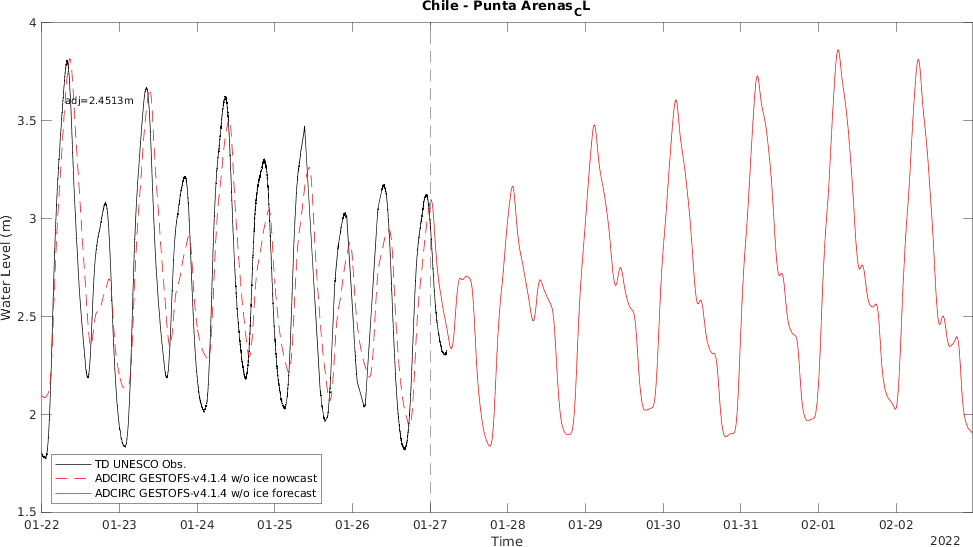 Chile - Punta Arenas_CL
4
3.5
3
2.5
2
1.5
Water Level (m)
adj=2.4513m
TD UNESCO Obs.
ADCIRC GESTOFS-v4.1.4 w/o ice nowcast
ADCIRC GESTOFS-v4.1.4 w/o ice forecast
01-22 01-23 01-24 01-25 01-26 01-27 01-28 01-29 01-30 01-31 02-01 02-02
Time
2022